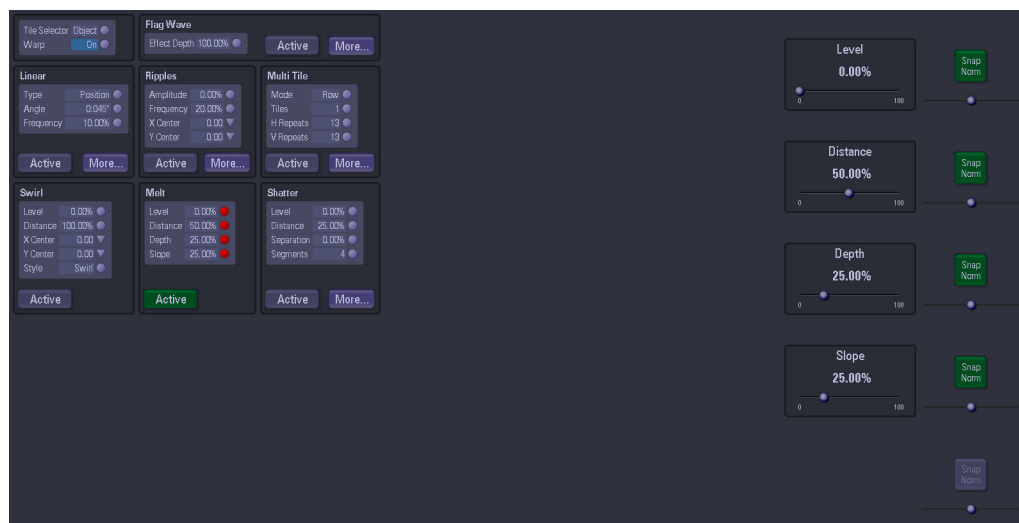 Tile Selector Object
Warp On
Flag Wave
Effect Depth 100.00%
Active More...
Linear
Type Position
Angle 0.045°
Frequency 10.00%
Active More...
Ripples
Amplitude 0.00%
Frequency 20.00%
X Center 0.00
Y Center 0.00
Active More...
Multi Tile
Mode Row
Tiles 1
H Repeats 13
V Repeats 13
Active More...
Swirl
Level 0.00%
Distance 100.00%
X Center 0.00
Y Center 0.00
Style Swirl
Active
Melt
Level 0.00%
Distance 50.00%
Depth 25.00%
Slope 25.00%
Active
Shatter
Level 0.00%
Distance 25.00%
Separation 0.00%
Segments 4
Active More...
Level
0.00%
0 100
Snap
Norm
Distance
50.00%
0 100
Snap
Norm
Depth
25.00%
0 100
Snap
Norm
Slope
25.00%
0 100
Snap
Norm
Snap
Norm